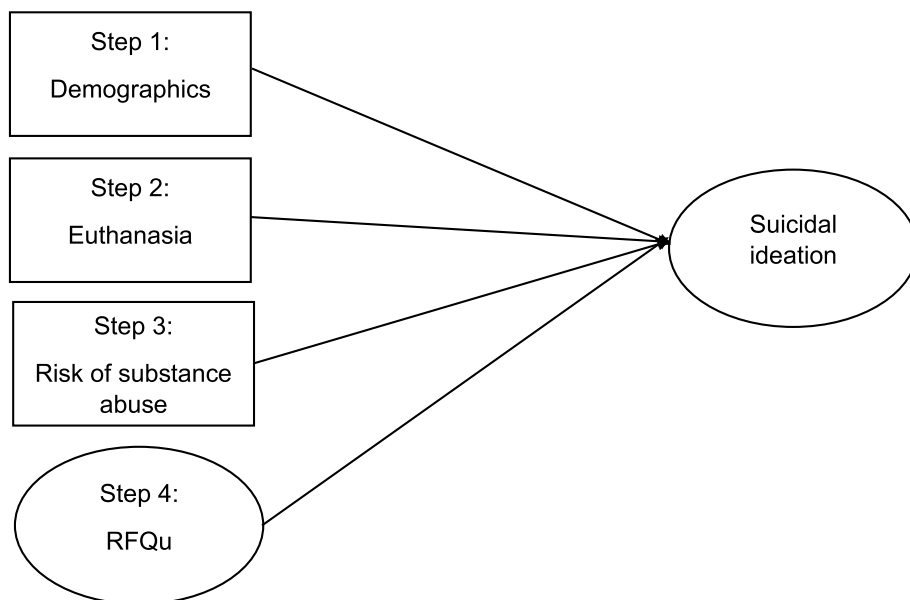 Step 1:
Demographics
Step 2:
Euthanasia
Step 3:
Risk of substance
abuse
Step 4:
RFQu
Suicidal
ideation